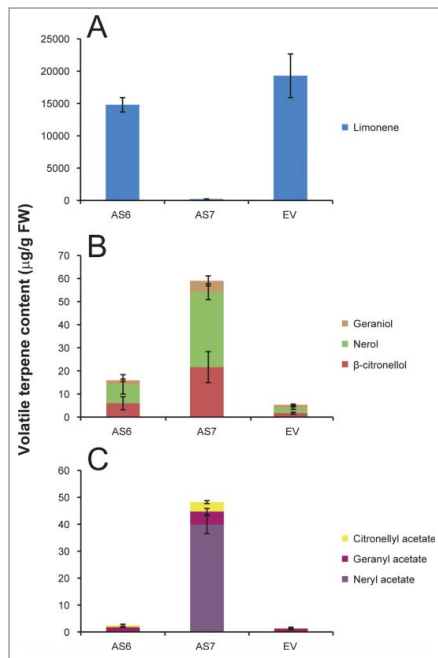 Volatile terpene content (µg/g FW)
A
25000
20000
15000
10000
5000
0
AS6 AS7 EV
Limonene
B
70
60
50
40
30
20
10
0
AS6 AS7 EV
Geraniol
Nerol
β-citronellol
C
60
50
40
30
20
10
0
AS6 AS7 EV
Citronellyl acetate
Geranyl acetate
Neryl acetate